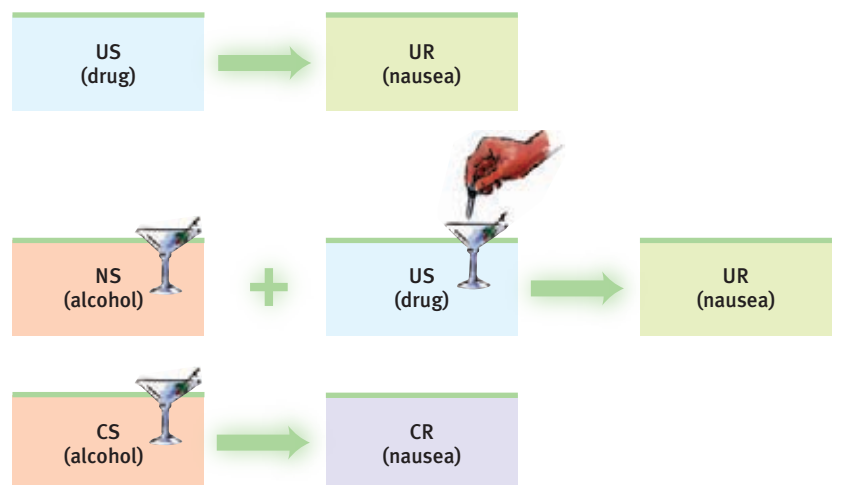 US
(drug)
UR
(nausea)
NS
(alcohol)
+
US
(drug)
UR
(nausea)
CS
(alcohol)
CR
(nausea)